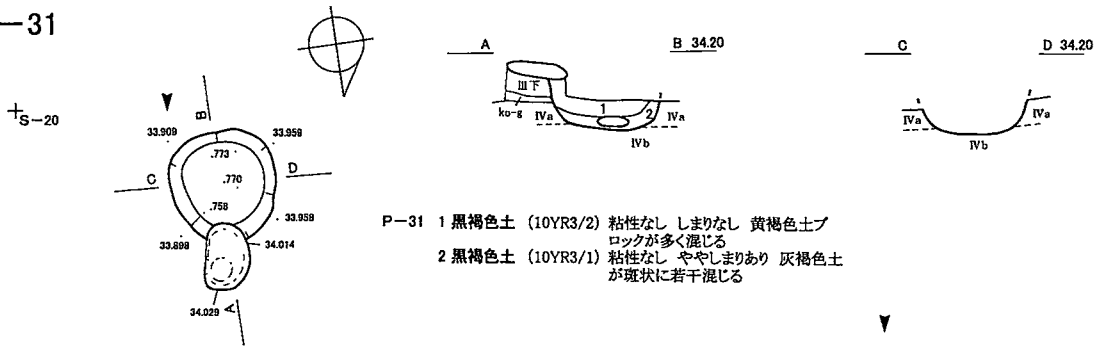 －31
S－20
A
B 34.20
C
D 34.20
Ⅲ下
ko-g
Ⅳa
1
2
Ⅳa
Ⅳb
Ⅳa
Ⅳa
Ⅳb
B
33.909
33.959
.773
C
D
.770
.758
33.959
33.898
34.014
34.029
A
P－31 1 黒褐色土 (10YR3/2) 粘性なし しまりなし 黄褐色土ブ
ロックが多く混じる
2 黒褐色土 (10YR3/1) 粘性なし ややしまりあり 灰褐色土
が斑状に若干混じる